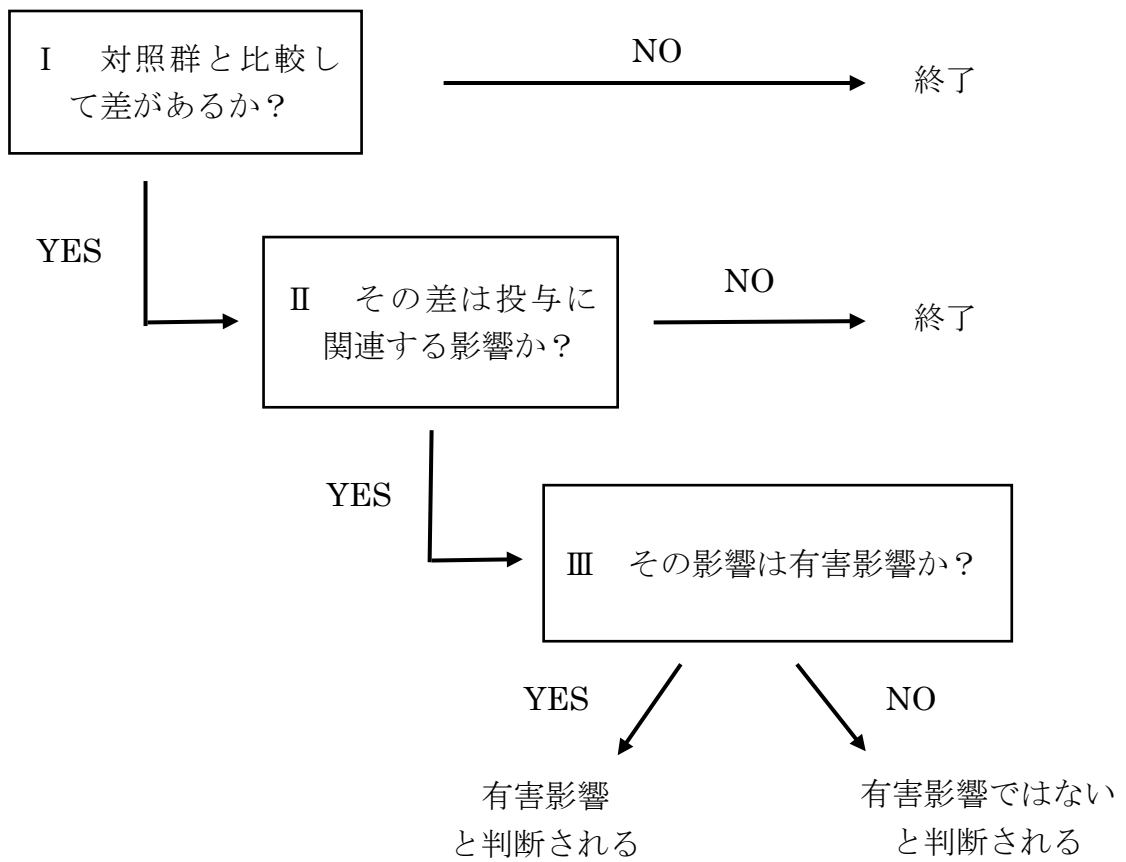 Ⅰ 対照群と比較し
て差があるか？
NO
終了
YES
Ⅱ その差は投与に
関連する影響か？
NO
終了
YES
Ⅲ その影響は有害影響か？
YES
NO
有害影響
と判断される
有害影響ではない
と判断される